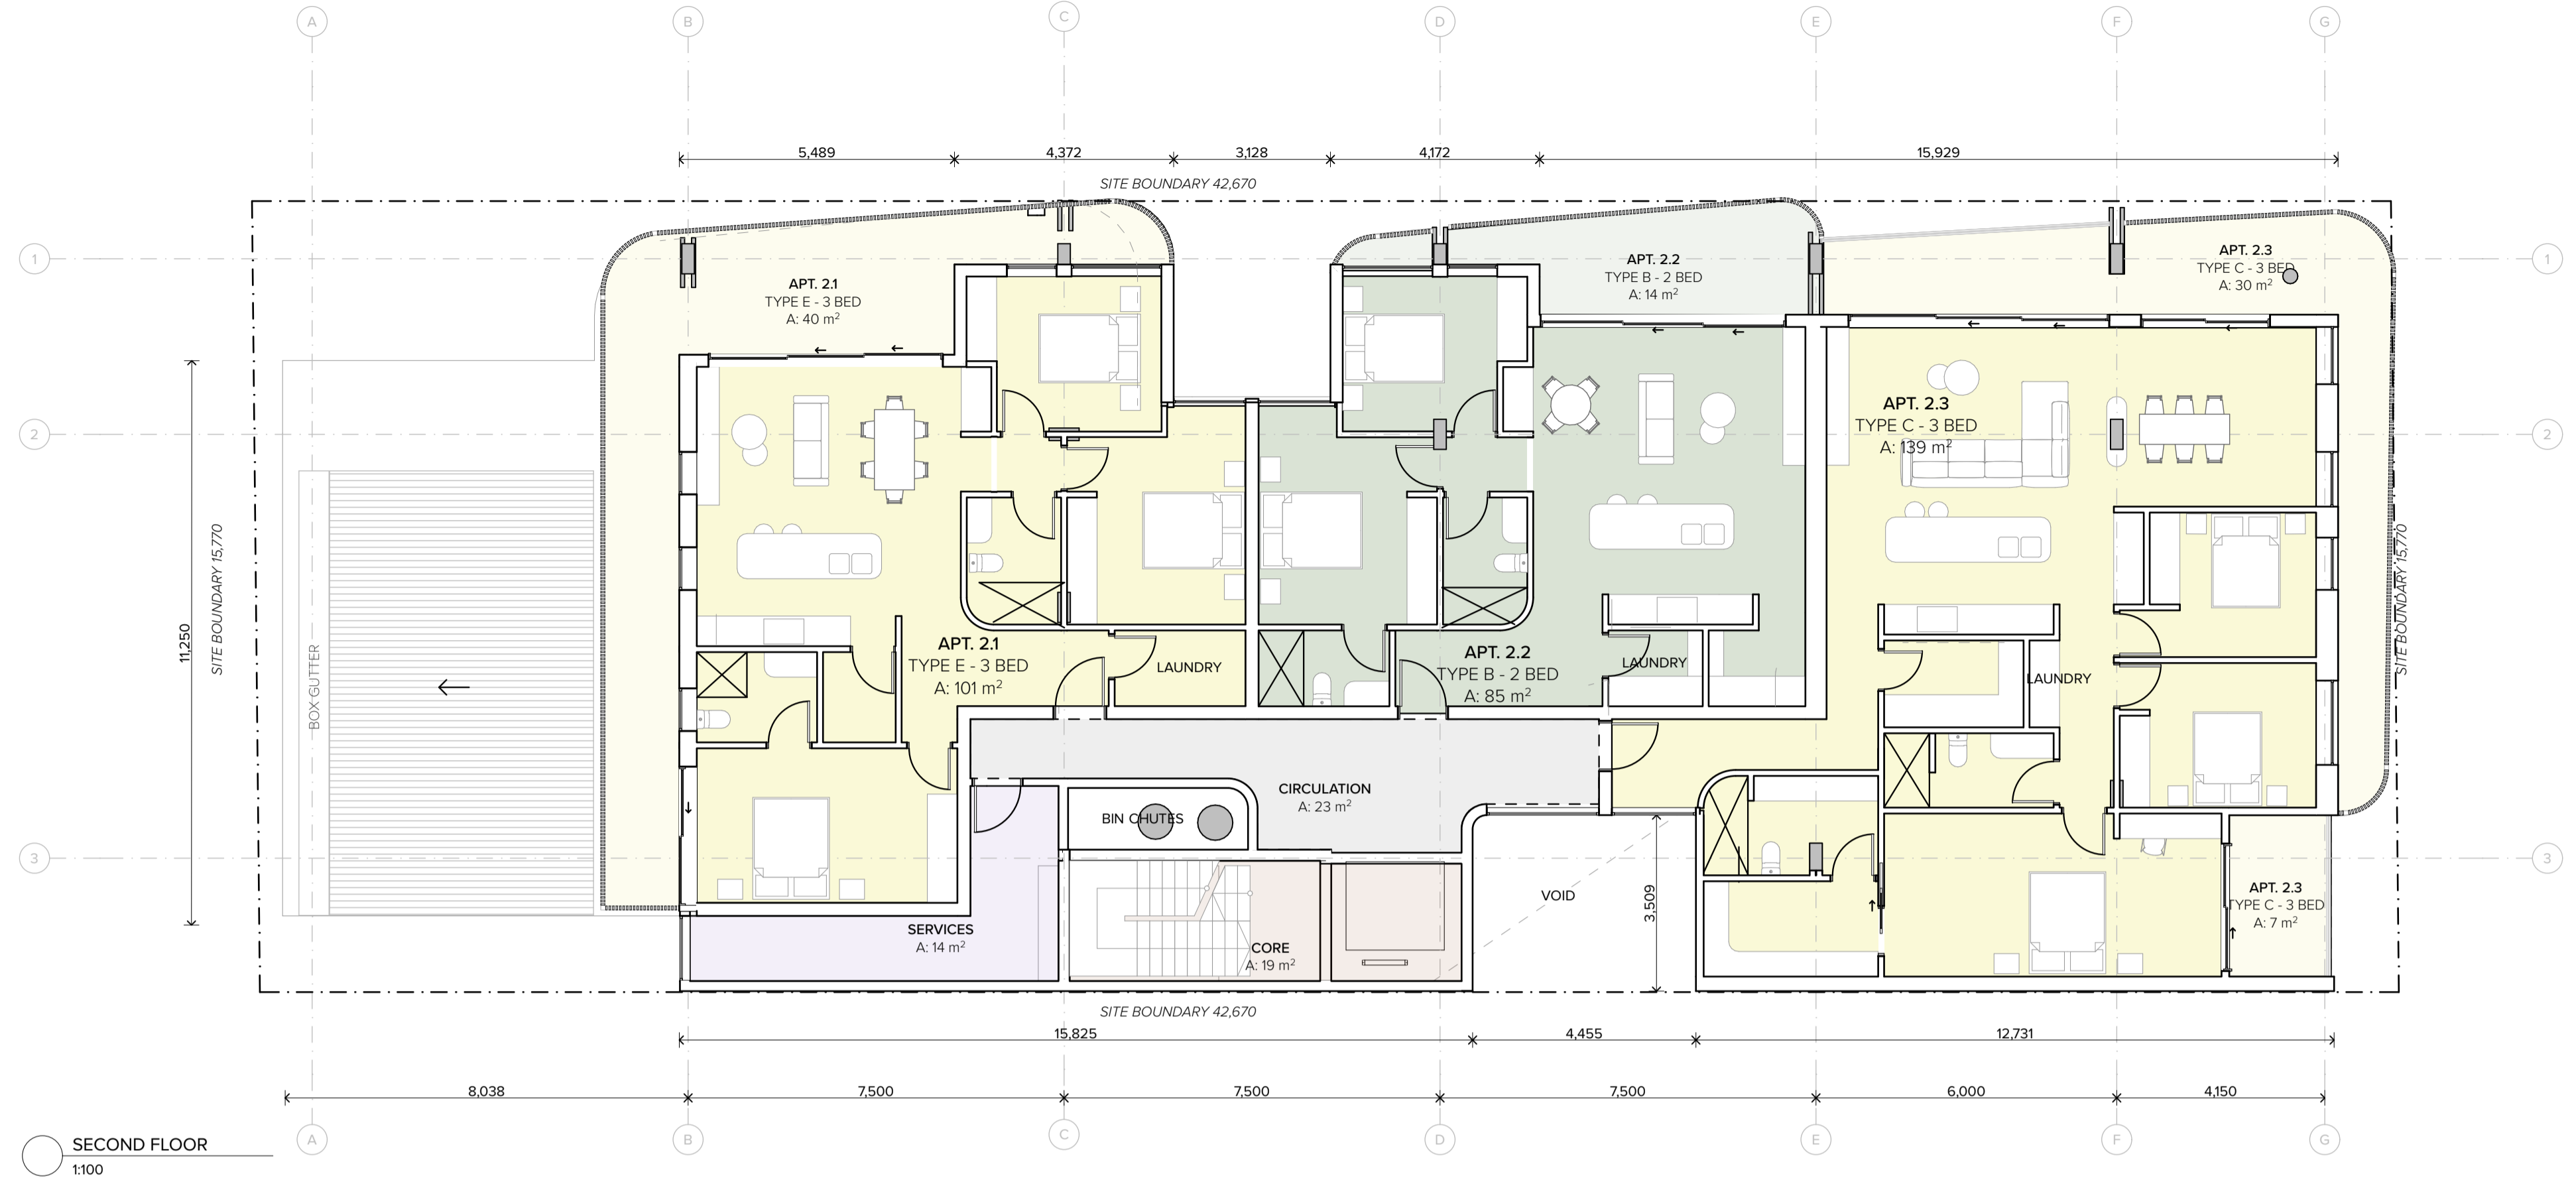 A B C D E F G
5,489 4,372 3,128 4,172 15,929
SITE BOUNDARY 42,670
1 1
APT. 2.1
TYPE E - 3 BED
A: 40 m²
APT. 2.2
TYPE B - 2 BED
A: 14 m²
APT. 2.3
TYPE C - 3 BED
A: 30 m²
2 2
APT. 2.3
TYPE C - 3 BED
A: 139 m²
11,250
SITE BOUNDARY 15,770
BOX GUTTER
SITE BOUNDARY 15,770
APT. 2.1
TYPE E - 3 BED
A: 101 m²
LAUNDRY
APT. 2.2
TYPE B - 2 BED
A: 85 m²
LAUNDRY
LAUNDRY
CIRCULATION
A: 23 m²
BIN CHUTES
3 3
VOID
3,509
APT. 2.3
TYPE C - 3 BED
A: 7 m²
SERVICES
A: 14 m²
CORE
A: 19 m²
SITE BOUNDARY 42,670
15,825 4,455 12,731
8,038 7,500 7,500 7,500 6,000 4,150
A B C D E F G
SECOND FLOOR
1:100